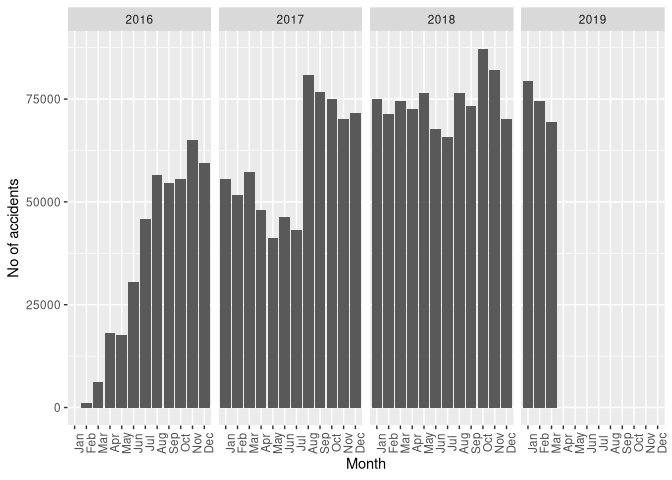 2016 2017 2018 2019
75000
50000
25000
0
No of accidents
Jan Feb Mar Apr May Jun Jul Aug Sep Oct Nov Dec Jan Feb Mar Apr May Jun Jul Aug Sep Oct Nov Dec Jan Feb Mar Apr May Jun Jul Aug Sep Oct Nov Dec Jan Feb Mar Apr May Jun Jul Aug Sep Oct Nov Dec
Month